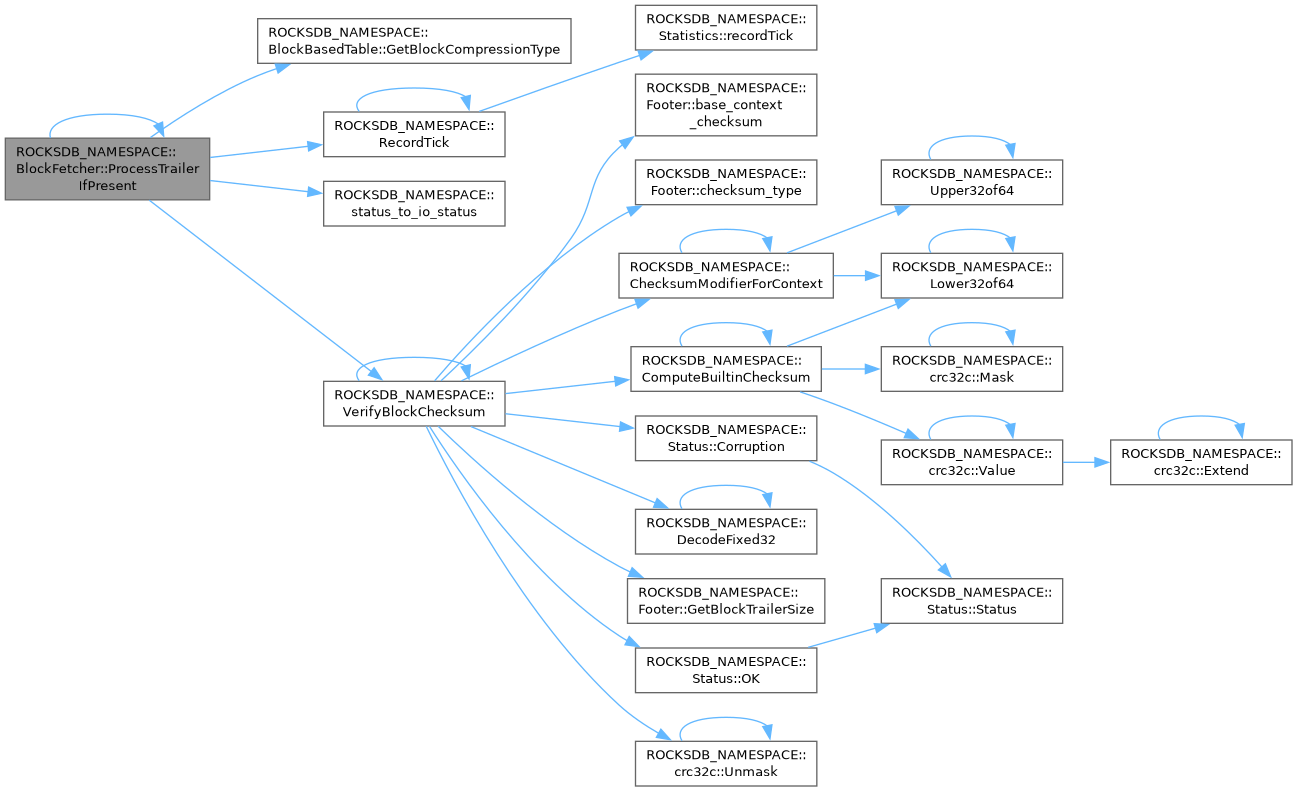 ROCKSDB_NAMESPACE::
BlockFetcher::ProcessTrailer
IfPresent
ROCKSDB_NAMESPACE::
BlockBasedTable::GetBlockCompressionType
ROCKSDB_NAMESPACE::
RecordTick
ROCKSDB_NAMESPACE::
status_to_io_status
ROCKSDB_NAMESPACE::
VerifyBlockChecksum
ROCKSDB_NAMESPACE::
Statistics::recordTick
ROCKSDB_NAMESPACE::
Footer::base_context
_checksum
ROCKSDB_NAMESPACE::
Footer::checksum_type
ROCKSDB_NAMESPACE::
ChecksumModifierForContext
ROCKSDB_NAMESPACE::
ComputeBuiltinChecksum
ROCKSDB_NAMESPACE::
Status::Corruption
ROCKSDB_NAMESPACE::
DecodeFixed32
ROCKSDB_NAMESPACE::
Footer::GetBlockTrailerSize
ROCKSDB_NAMESPACE::
Status::OK
ROCKSDB_NAMESPACE::
crc32c::Unmask
ROCKSDB_NAMESPACE::
Upper32of64
ROCKSDB_NAMESPACE::
Lower32of64
ROCKSDB_NAMESPACE::
crc32c::Mask
ROCKSDB_NAMESPACE::
crc32c::Value
ROCKSDB_NAMESPACE::
Status::Status
ROCKSDB_NAMESPACE::
crc32c::Extend